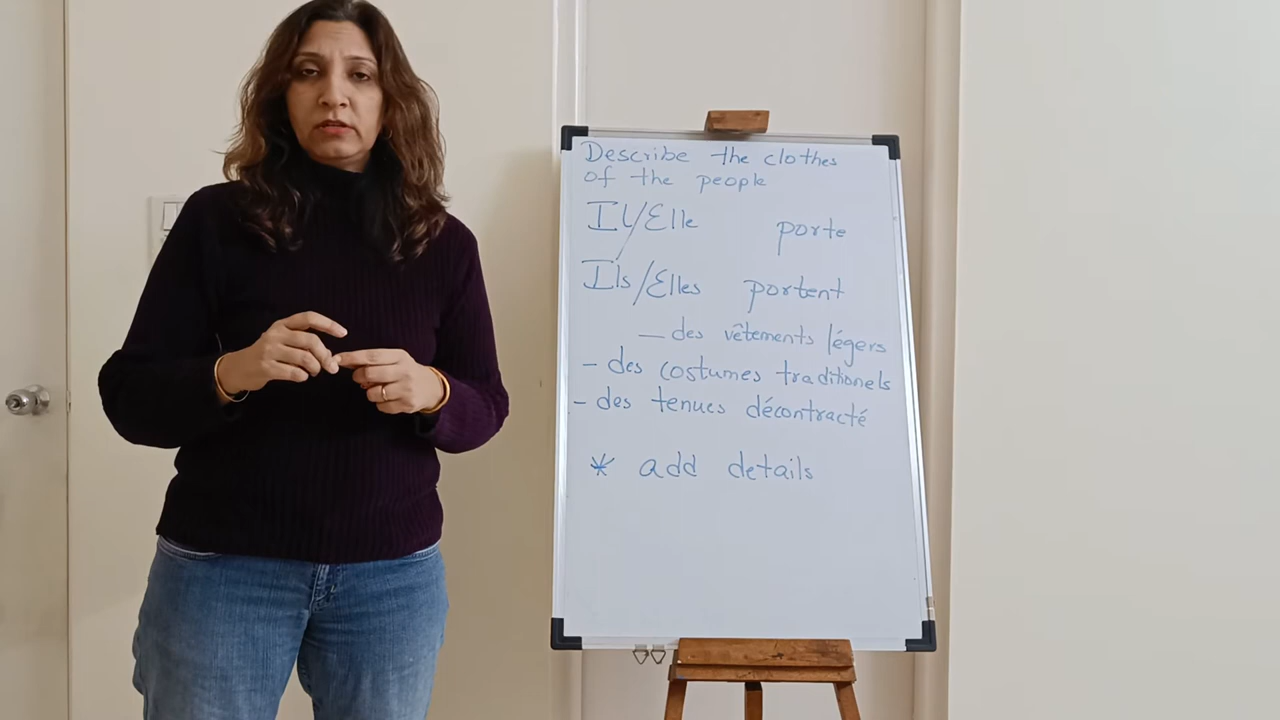 Describe the clothes
of the people
Il/Elle porte
Ils/Elles portent
- des vêtements légers
- des costumes traditionels
- des tenues décontracté
* add details